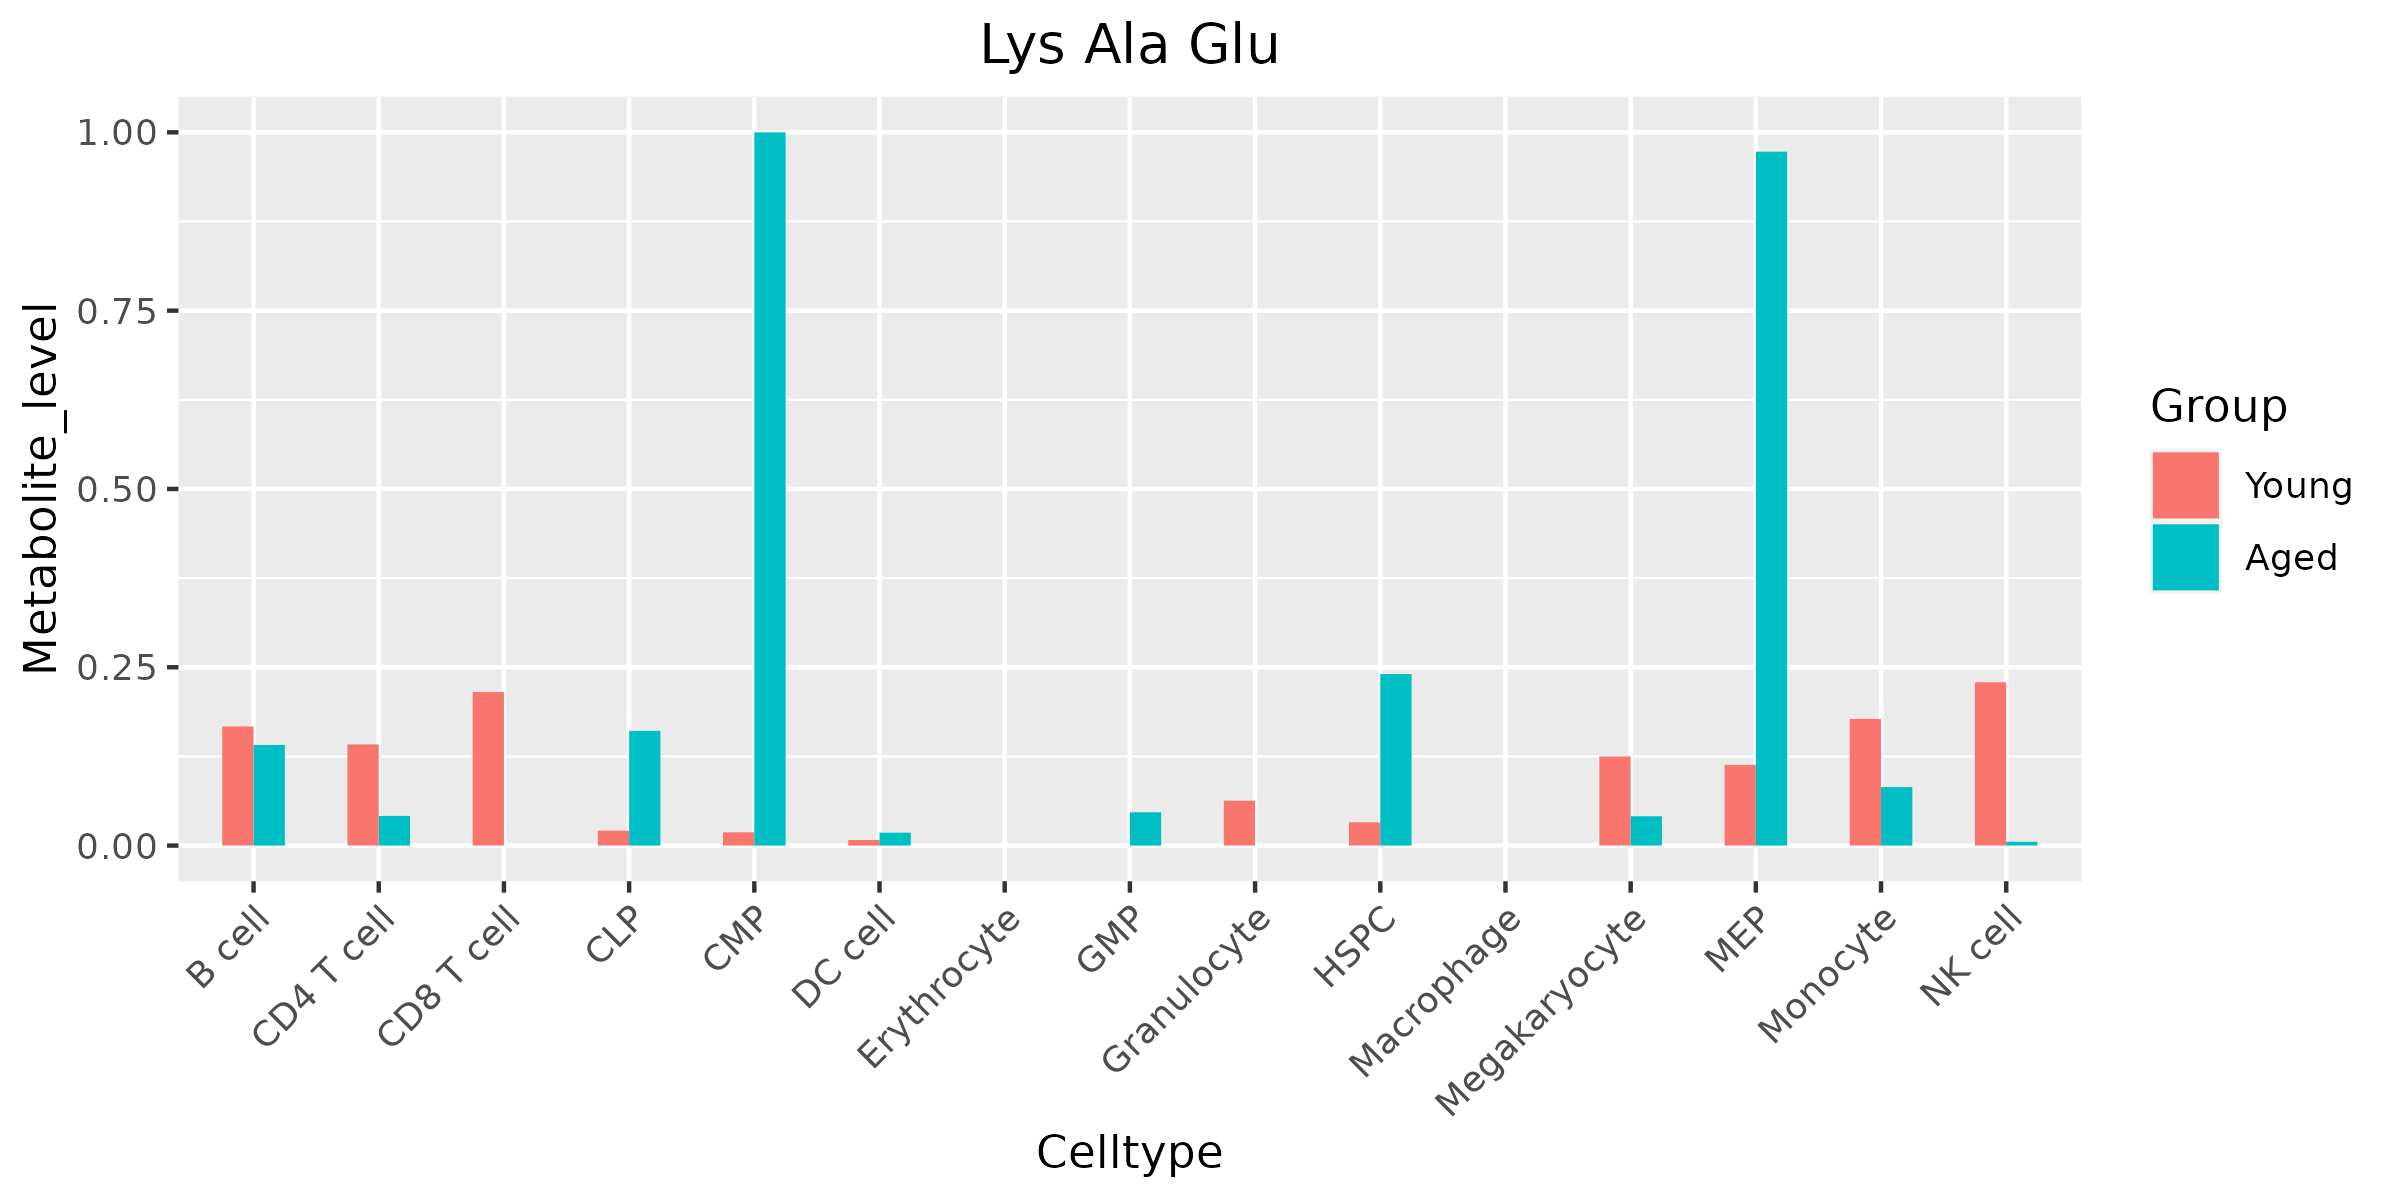 Lys Ala Glu
Metabolite_level
1.00
0.75
0.50
0.25
0.00
B cell
CD4 T cell
CD8 T cell
CLP
CMP
DC cell
Erythrocyte
GMP
Granulocyte
HSPC
Macrophage
Megakaryocyte
MEP
Monocyte
NK cell
Celltype
Group
Young
Aged